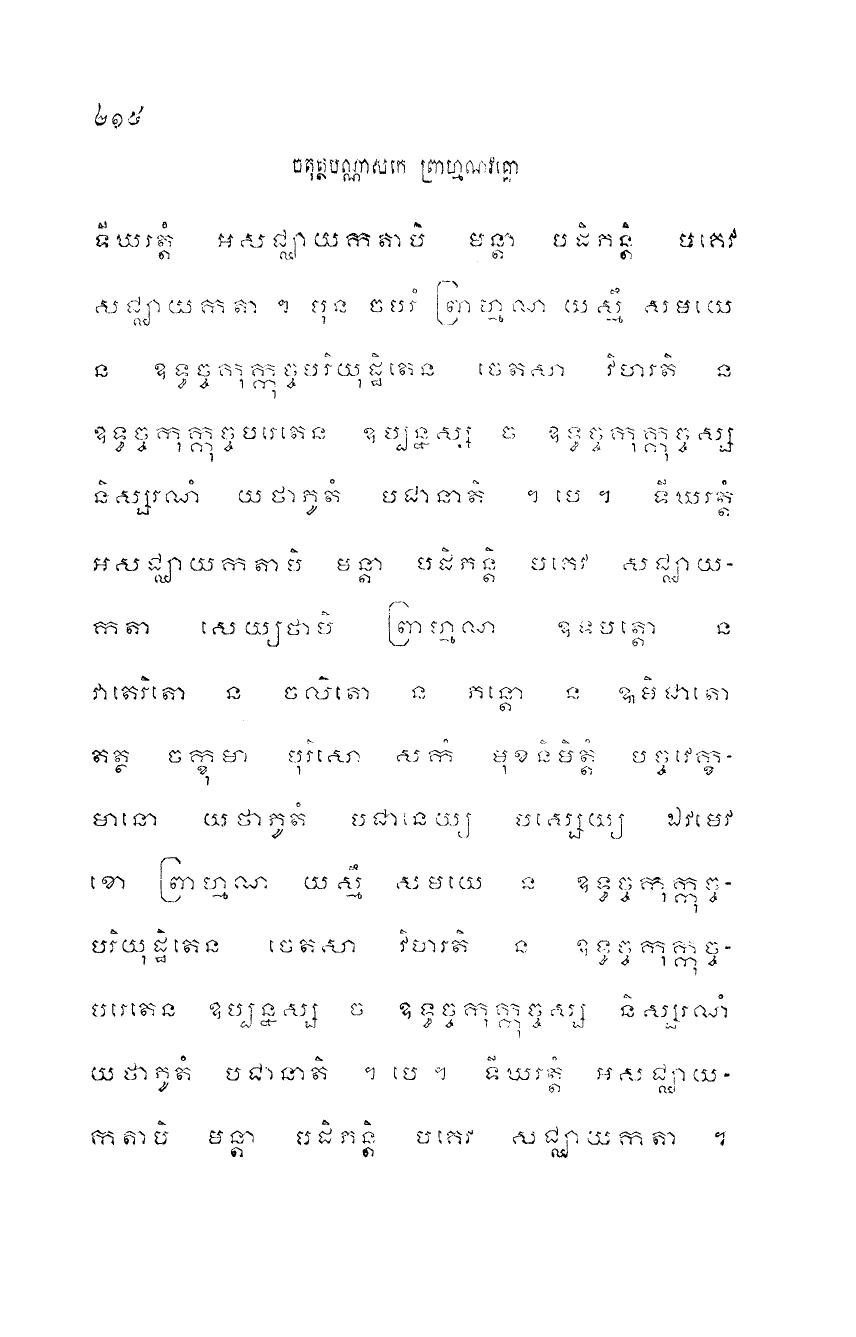 ២១៥
ចតុត្ថបណ្ណាសកេ ព្រាហ្មណវគ្គោ
ទីឃរត្តំ អសជ្ឈាយកតាបិ មន្តា បដិភន្តិ បគេវ
សជ្ឈាយកតា ។ បុន ចបរំ ព្រាហ្មណ យស្មឹ សមយេ
ន ឧទ្ធច្ចកុក្កុច្ចបរិយុដ្ឋិតេន ចេតសា វិហរតិ ន
ឧទ្ធច្ចកុក្កុច្ចបរេតេន ឧប្បន្នស្ស ច ឧទ្ធច្ចកុក្កុច្ចស្ស
និស្សរណំ យថាភូតំ បជានាតិ ។ បេ ។ ទីឃរត្តំ
អសជ្ឈាយកតាបិ មន្តា បដិភន្តិ បគេវ សជ្ឈាយ-
កតា សេយ្យថាបិ ព្រាហ្មណ ឧទបត្តោ ន
វាតេរិតោ ន ចលិតោ ន ភន្តោ ន ឩមិជាតោ
តត្ថ ចក្ខុមា បុរិសោ សកំ មុខនិមិត្តំ បច្ចវេក្ខ-
មានោ យថាភូតំ បជានេយ្យ បស្សេយ្យ ឯវមេវ
ខោ ព្រាហ្មណ យស្មឹ សមយេ ន ឧទ្ធច្ចកុក្កុច្ច-
បរិយុដ្ឋិតេន ចេតសា វិហរតិ ន ឧទ្ធច្ចកុក្កុច្ច-
បរេតេន ឧប្បន្នស្ស ច ឧទ្ធច្ចកុក្កុច្ចស្ស និស្សរណំ
យថាភូតំ បជានាតិ ។ បេ ។ ទីឃរត្តំ អសជ្ឈាយ-
កតាបិ មន្តា បដិភន្តិ បគេវ សជ្ឈាយកតា ។